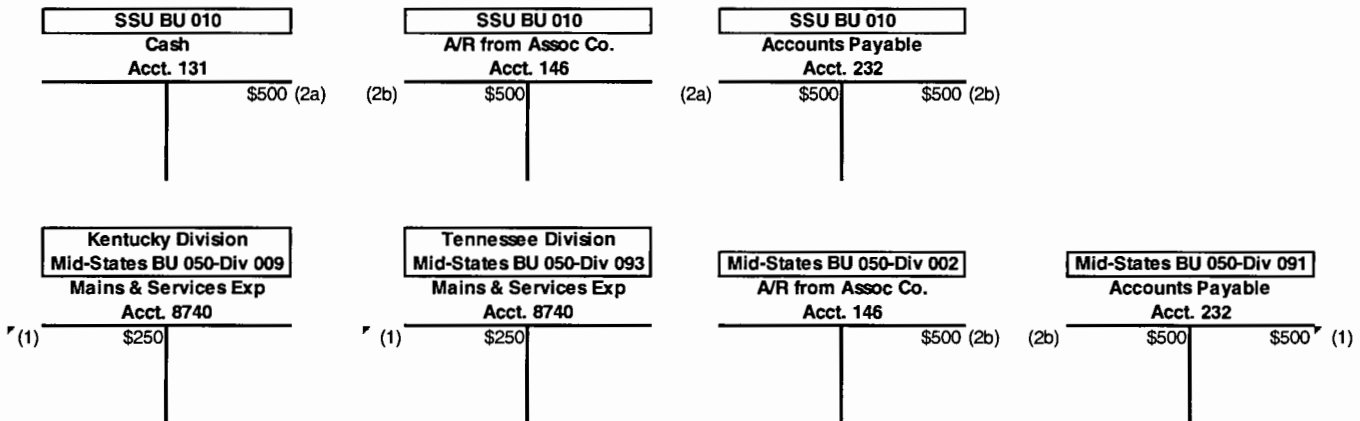 SSU BU 010 SSU BU 010 SSU BU 010
Cash A/R from Assoc Co. Accounts Payable
Acct. 131 Acct. 146 Acct. 232
$500 (2a) (2b) $500 (2a) $500 $500 (2b)
Kentucky Division Tennessee Division
Mid-States BU 050-Div 009 Mid-States BU 050-Div 093 Mid-States BU 050-Div 002 Mid-States BU 050-Div 091
Mains & Services Exp Mains & Services Exp A/R from Assoc Co. Accounts Payable
Acct. 8740 Acct. 8740 Acct. 146 Acct. 232
(1) $250 (1) $250 $500 (2b) (2b) $500 $500 (1)